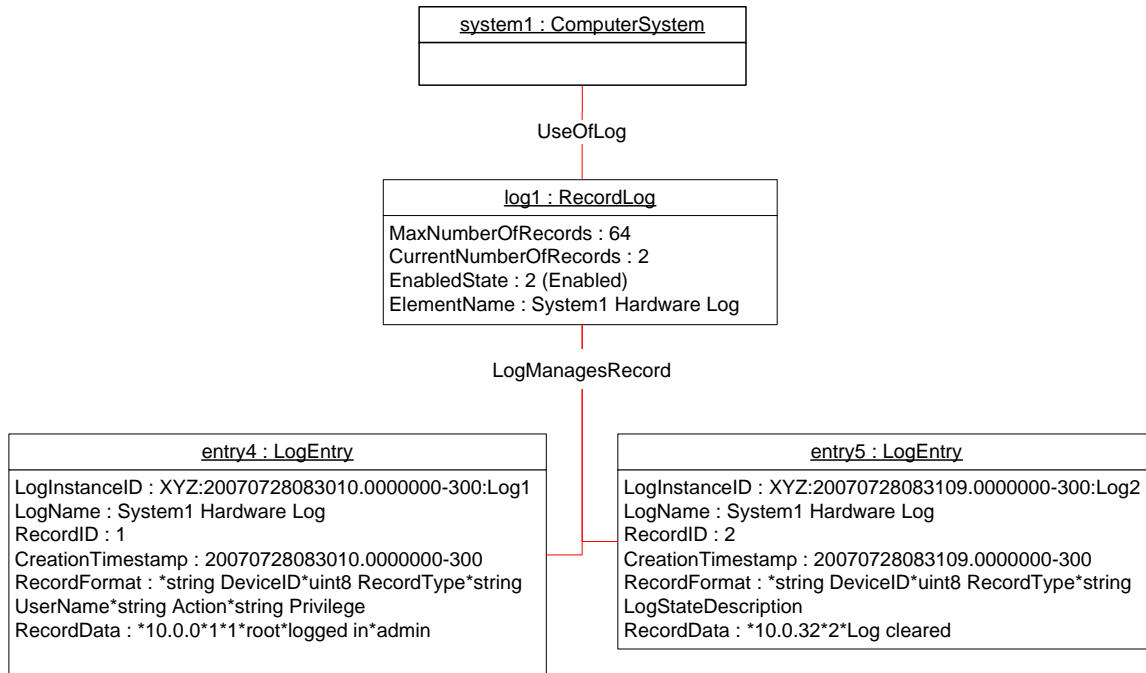 system1 : ComputerSystem
UseOfLog
log1 : RecordLog
MaxNumberOfRecords : 64
CurrentNumberOfRecords : 2
EnabledState : 2 (Enabled)
ElementName : System1 Hardware Log
LogManagesRecord
entry4 : LogEntry
LogInstanceID : XYZ:20070728083010.0000000-300:Log1
LogName : System1 Hardware Log
RecordID : 1
CreationTimestamp : 20070728083010.0000000-300
RecordFormat : *string DeviceID*uint8 RecordType*string
UserName*string Action*string Privilege
RecordData : *10.0.0*1*1*root*logged in*admin
entry5 : LogEntry
LogInstanceID : XYZ:20070728083109.0000000-300:Log2
LogName : System1 Hardware Log
RecordID : 2
CreationTimestamp : 20070728083109.0000000-300
RecordFormat : *string DeviceID*uint8 RecordType*string
LogStateDescription
RecordData : *10.0.32*2*Log cleared